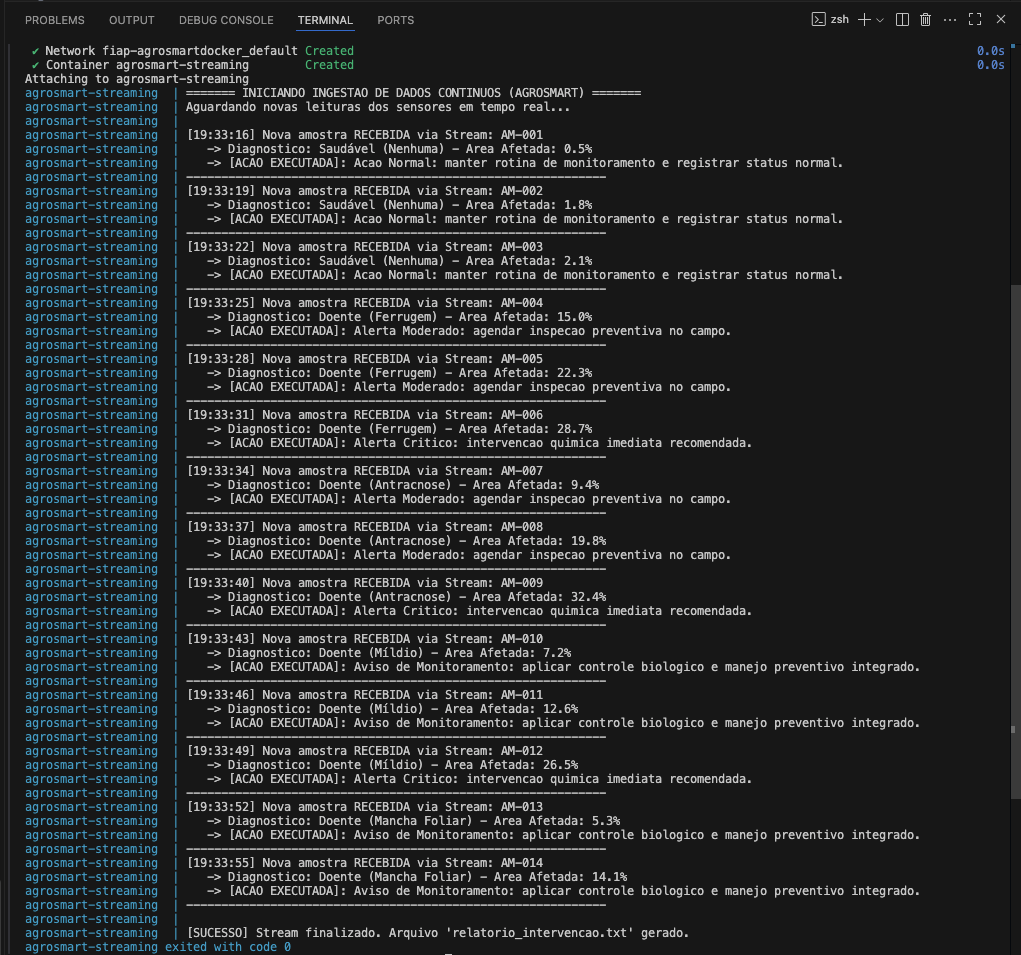 PROBLEMS OUTPUT DEBUG CONSOLE TERMINAL PORTS zsh
✔ Network fiap-agrosmartdocker_default Created 0.0s
✔ Container agrosmart-streaming Created 0.0s
Attaching to agrosmart-streaming
agrosmart-streaming | ======= INICIANDO INGESTAO DE DADOS CONTINUOS (AGROSMART) =======
agrosmart-streaming | Aguardando novas leituras dos sensores em tempo real...
agrosmart-streaming |
agrosmart-streaming | [19:33:16] Nova amostra RECEBIDA via Stream: AM-001
agrosmart-streaming | -> Diagnostico: Saudável (Nenhuma) - Area Afetada: 0.5%
agrosmart-streaming | -> [ACAO EXECUTADA]: Acao Normal: manter rotina de monitoramento e registrar status normal.
agrosmart-streaming | ------------------------------------------------------------
agrosmart-streaming | [19:33:19] Nova amostra RECEBIDA via Stream: AM-002
agrosmart-streaming | -> Diagnostico: Saudável (Nenhuma) - Area Afetada: 1.8%
agrosmart-streaming | -> [ACAO EXECUTADA]: Acao Normal: manter rotina de monitoramento e registrar status normal.
agrosmart-streaming | ------------------------------------------------------------
agrosmart-streaming | [19:33:22] Nova amostra RECEBIDA via Stream: AM-003
agrosmart-streaming | -> Diagnostico: Saudável (Nenhuma) - Area Afetada: 2.1%
agrosmart-streaming | -> [ACAO EXECUTADA]: Acao Normal: manter rotina de monitoramento e registrar status normal.
agrosmart-streaming | ------------------------------------------------------------
agrosmart-streaming | [19:33:25] Nova amostra RECEBIDA via Stream: AM-004
agrosmart-streaming | -> Diagnostico: Doente (Ferrugem) - Area Afetada: 15.0%
agrosmart-streaming | -> [ACAO EXECUTADA]: Alerta Moderado: agendar inspecao preventiva no campo.
agrosmart-streaming | ------------------------------------------------------------
agrosmart-streaming | [19:33:28] Nova amostra RECEBIDA via Stream: AM-005
agrosmart-streaming | -> Diagnostico: Doente (Ferrugem) - Area Afetada: 22.3%
agrosmart-streaming | -> [ACAO EXECUTADA]: Alerta Moderado: agendar inspecao preventiva no campo.
agrosmart-streaming | ------------------------------------------------------------
agrosmart-streaming | [19:33:31] Nova amostra RECEBIDA via Stream: AM-006
agrosmart-streaming | -> Diagnostico: Doente (Ferrugem) - Area Afetada: 28.7%
agrosmart-streaming | -> [ACAO EXECUTADA]: Alerta Critico: intervencao quimica imediata recomendada.
agrosmart-streaming | ------------------------------------------------------------
agrosmart-streaming | [19:33:34] Nova amostra RECEBIDA via Stream: AM-007
agrosmart-streaming | -> Diagnostico: Doente (Antracnose) - Area Afetada: 9.4%
agrosmart-streaming | -> [ACAO EXECUTADA]: Alerta Moderado: agendar inspecao preventiva no campo.
agrosmart-streaming | ------------------------------------------------------------
agrosmart-streaming | [19:33:37] Nova amostra RECEBIDA via Stream: AM-008
agrosmart-streaming | -> Diagnostico: Doente (Antracnose) - Area Afetada: 19.8%
agrosmart-streaming | -> [ACAO EXECUTADA]: Alerta Moderado: agendar inspecao preventiva no campo.
agrosmart-streaming | ------------------------------------------------------------
agrosmart-streaming | [19:33:40] Nova amostra RECEBIDA via Stream: AM-009
agrosmart-streaming | -> Diagnostico: Doente (Antracnose) - Area Afetada: 32.4%
agrosmart-streaming | -> [ACAO EXECUTADA]: Alerta Critico: intervencao quimica imediata recomendada.
agrosmart-streaming | ------------------------------------------------------------
agrosmart-streaming | [19:33:43] Nova amostra RECEBIDA via Stream: AM-010
agrosmart-streaming | -> Diagnostico: Doente (Míldio) - Area Afetada: 7.2%
agrosmart-streaming | -> [ACAO EXECUTADA]: Aviso de Monitoramento: aplicar controle biologico e manejo preventivo integrado.
agrosmart-streaming | ------------------------------------------------------------
agrosmart-streaming | [19:33:46] Nova amostra RECEBIDA via Stream: AM-011
agrosmart-streaming | -> Diagnostico: Doente (Míldio) - Area Afetada: 12.6%
agrosmart-streaming | -> [ACAO EXECUTADA]: Aviso de Monitoramento: aplicar controle biologico e manejo preventivo integrado.
agrosmart-streaming | ------------------------------------------------------------
agrosmart-streaming | [19:33:49] Nova amostra RECEBIDA via Stream: AM-012
agrosmart-streaming | -> Diagnostico: Doente (Míldio) - Area Afetada: 26.5%
agrosmart-streaming | -> [ACAO EXECUTADA]: Alerta Critico: intervencao quimica imediata recomendada.
agrosmart-streaming | ------------------------------------------------------------
agrosmart-streaming | [19:33:52] Nova amostra RECEBIDA via Stream: AM-013
agrosmart-streaming | -> Diagnostico: Doente (Mancha Foliar) - Area Afetada: 5.3%
agrosmart-streaming | -> [ACAO EXECUTADA]: Aviso de Monitoramento: aplicar controle biologico e manejo preventivo integrado.
agrosmart-streaming | ------------------------------------------------------------
agrosmart-streaming | [19:33:55] Nova amostra RECEBIDA via Stream: AM-014
agrosmart-streaming | -> Diagnostico: Doente (Mancha Foliar) - Area Afetada: 14.1%
agrosmart-streaming | -> [ACAO EXECUTADA]: Aviso de Monitoramento: aplicar controle biologico e manejo preventivo integrado.
agrosmart-streaming | ------------------------------------------------------------
agrosmart-streaming |
agrosmart-streaming | [SUCESSO] Stream finalizado. Arquivo 'relatorio_intervencao.txt' gerado.
agrosmart-streaming exited with code 0